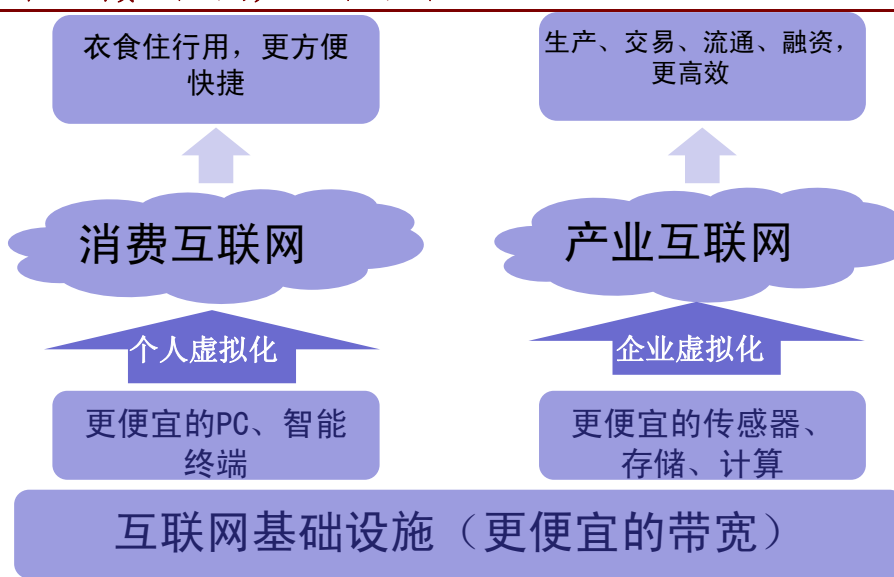 衣食住行用，更方便
快捷
生产、交易、流通、融资，
更高效
消费互联网
产业互联网
个人虚拟化
企业虚拟化
更便宜的PC、智能
终端
更便宜的传感器、
存储、计算
互联网基础设施（更便宜的带宽）